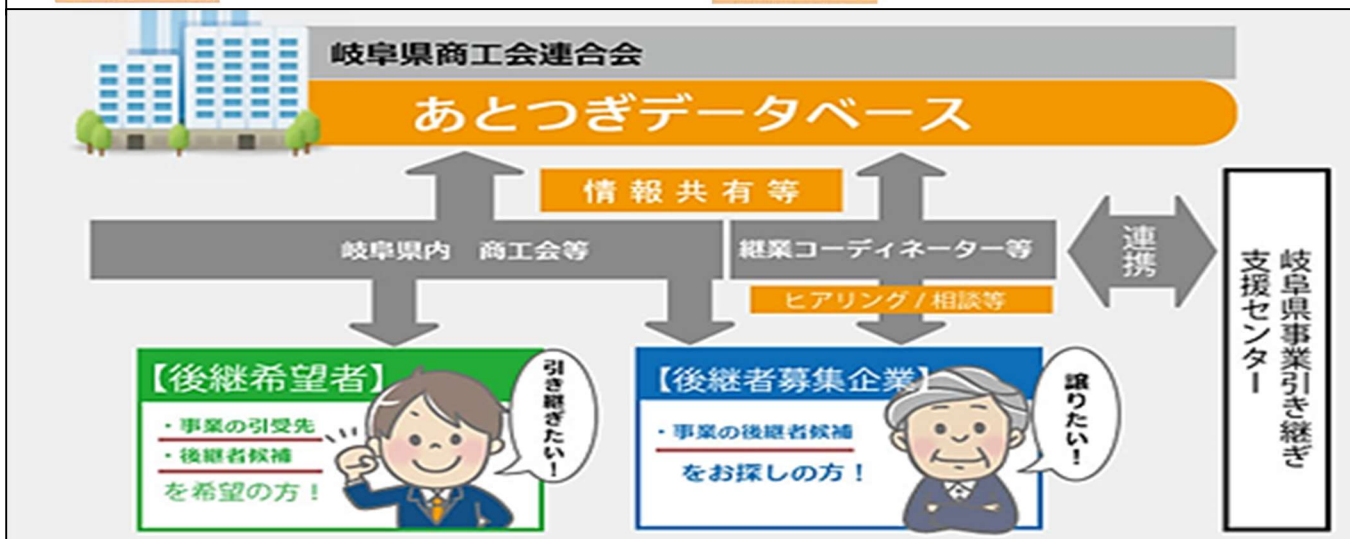 岐阜県商工会連合会
あとつぎデータベース
情報共有等
岐阜県内 商工会等
継業コーディネーター等
連携
ヒアリング / 相談等
岐阜県事業引き継ぎ
支援センター
【後継希望者】
・事業の引受先
・後継者候補
を希望の方！
引き継ぎたい！
【後継者募集企業】
・事業の後継者候補
をお探しの方！
譲りたい！